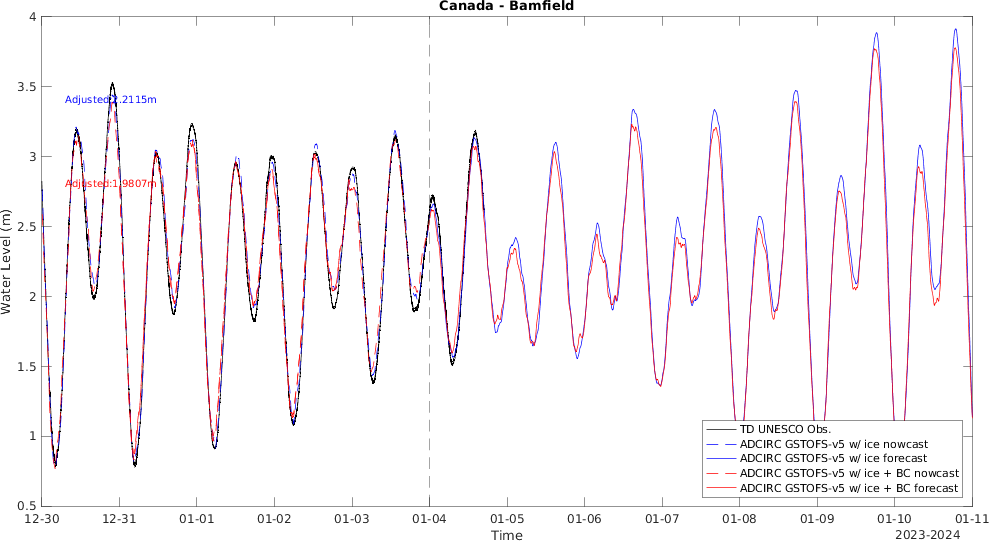 Canada - Bamfield
4
3.5
3
2.5
2
1.5
1
0.5
Water Level (m)
Adjusted:2.2115m
Adjusted:1.9807m
TD UNESCO Obs.
ADCIRC GSTOFS-v5 w/ ice nowcast
ADCIRC GSTOFS-v5 w/ ice forecast
ADCIRC GSTOFS-v5 w/ ice + BC nowcast
ADCIRC GSTOFS-v5 w/ ice + BC forecast
12-30 12-31 01-01 01-02 01-03 01-04 01-05 01-06 01-07 01-08 01-09 01-10 01-11
Time
2023-2024